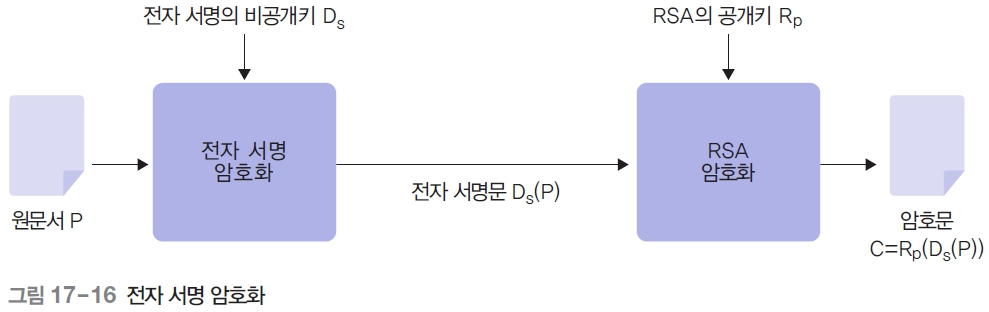 전자 서명의 비공개키 Ds
RSA의 공개키 Rp
전자 서명
암호화
RSA
암호화
전자 서명문 Ds(P)
원문서 P
암호문
C=Rp(Ds(P))
그림 17-16 전자 서명 암호화